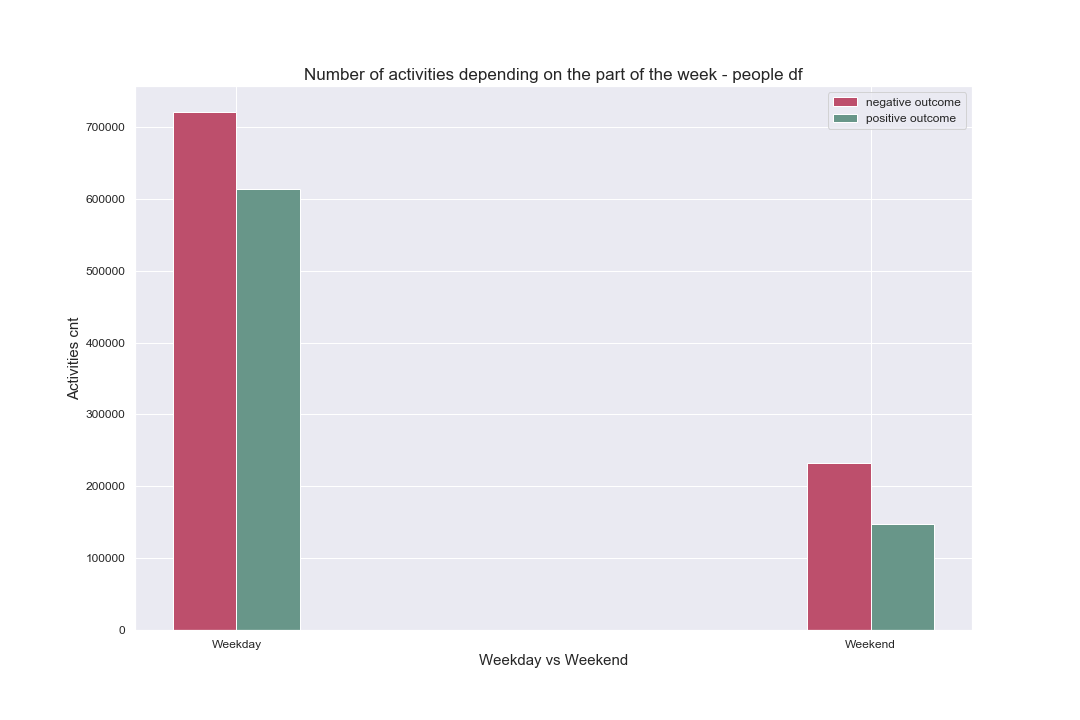 Number of activities depending on the part of the week - people df
negative outcome
positive outcome
700000
600000
500000
400000
300000
200000
100000
0
Activities cnt
Weekday
Weekend
Weekday vs Weekend